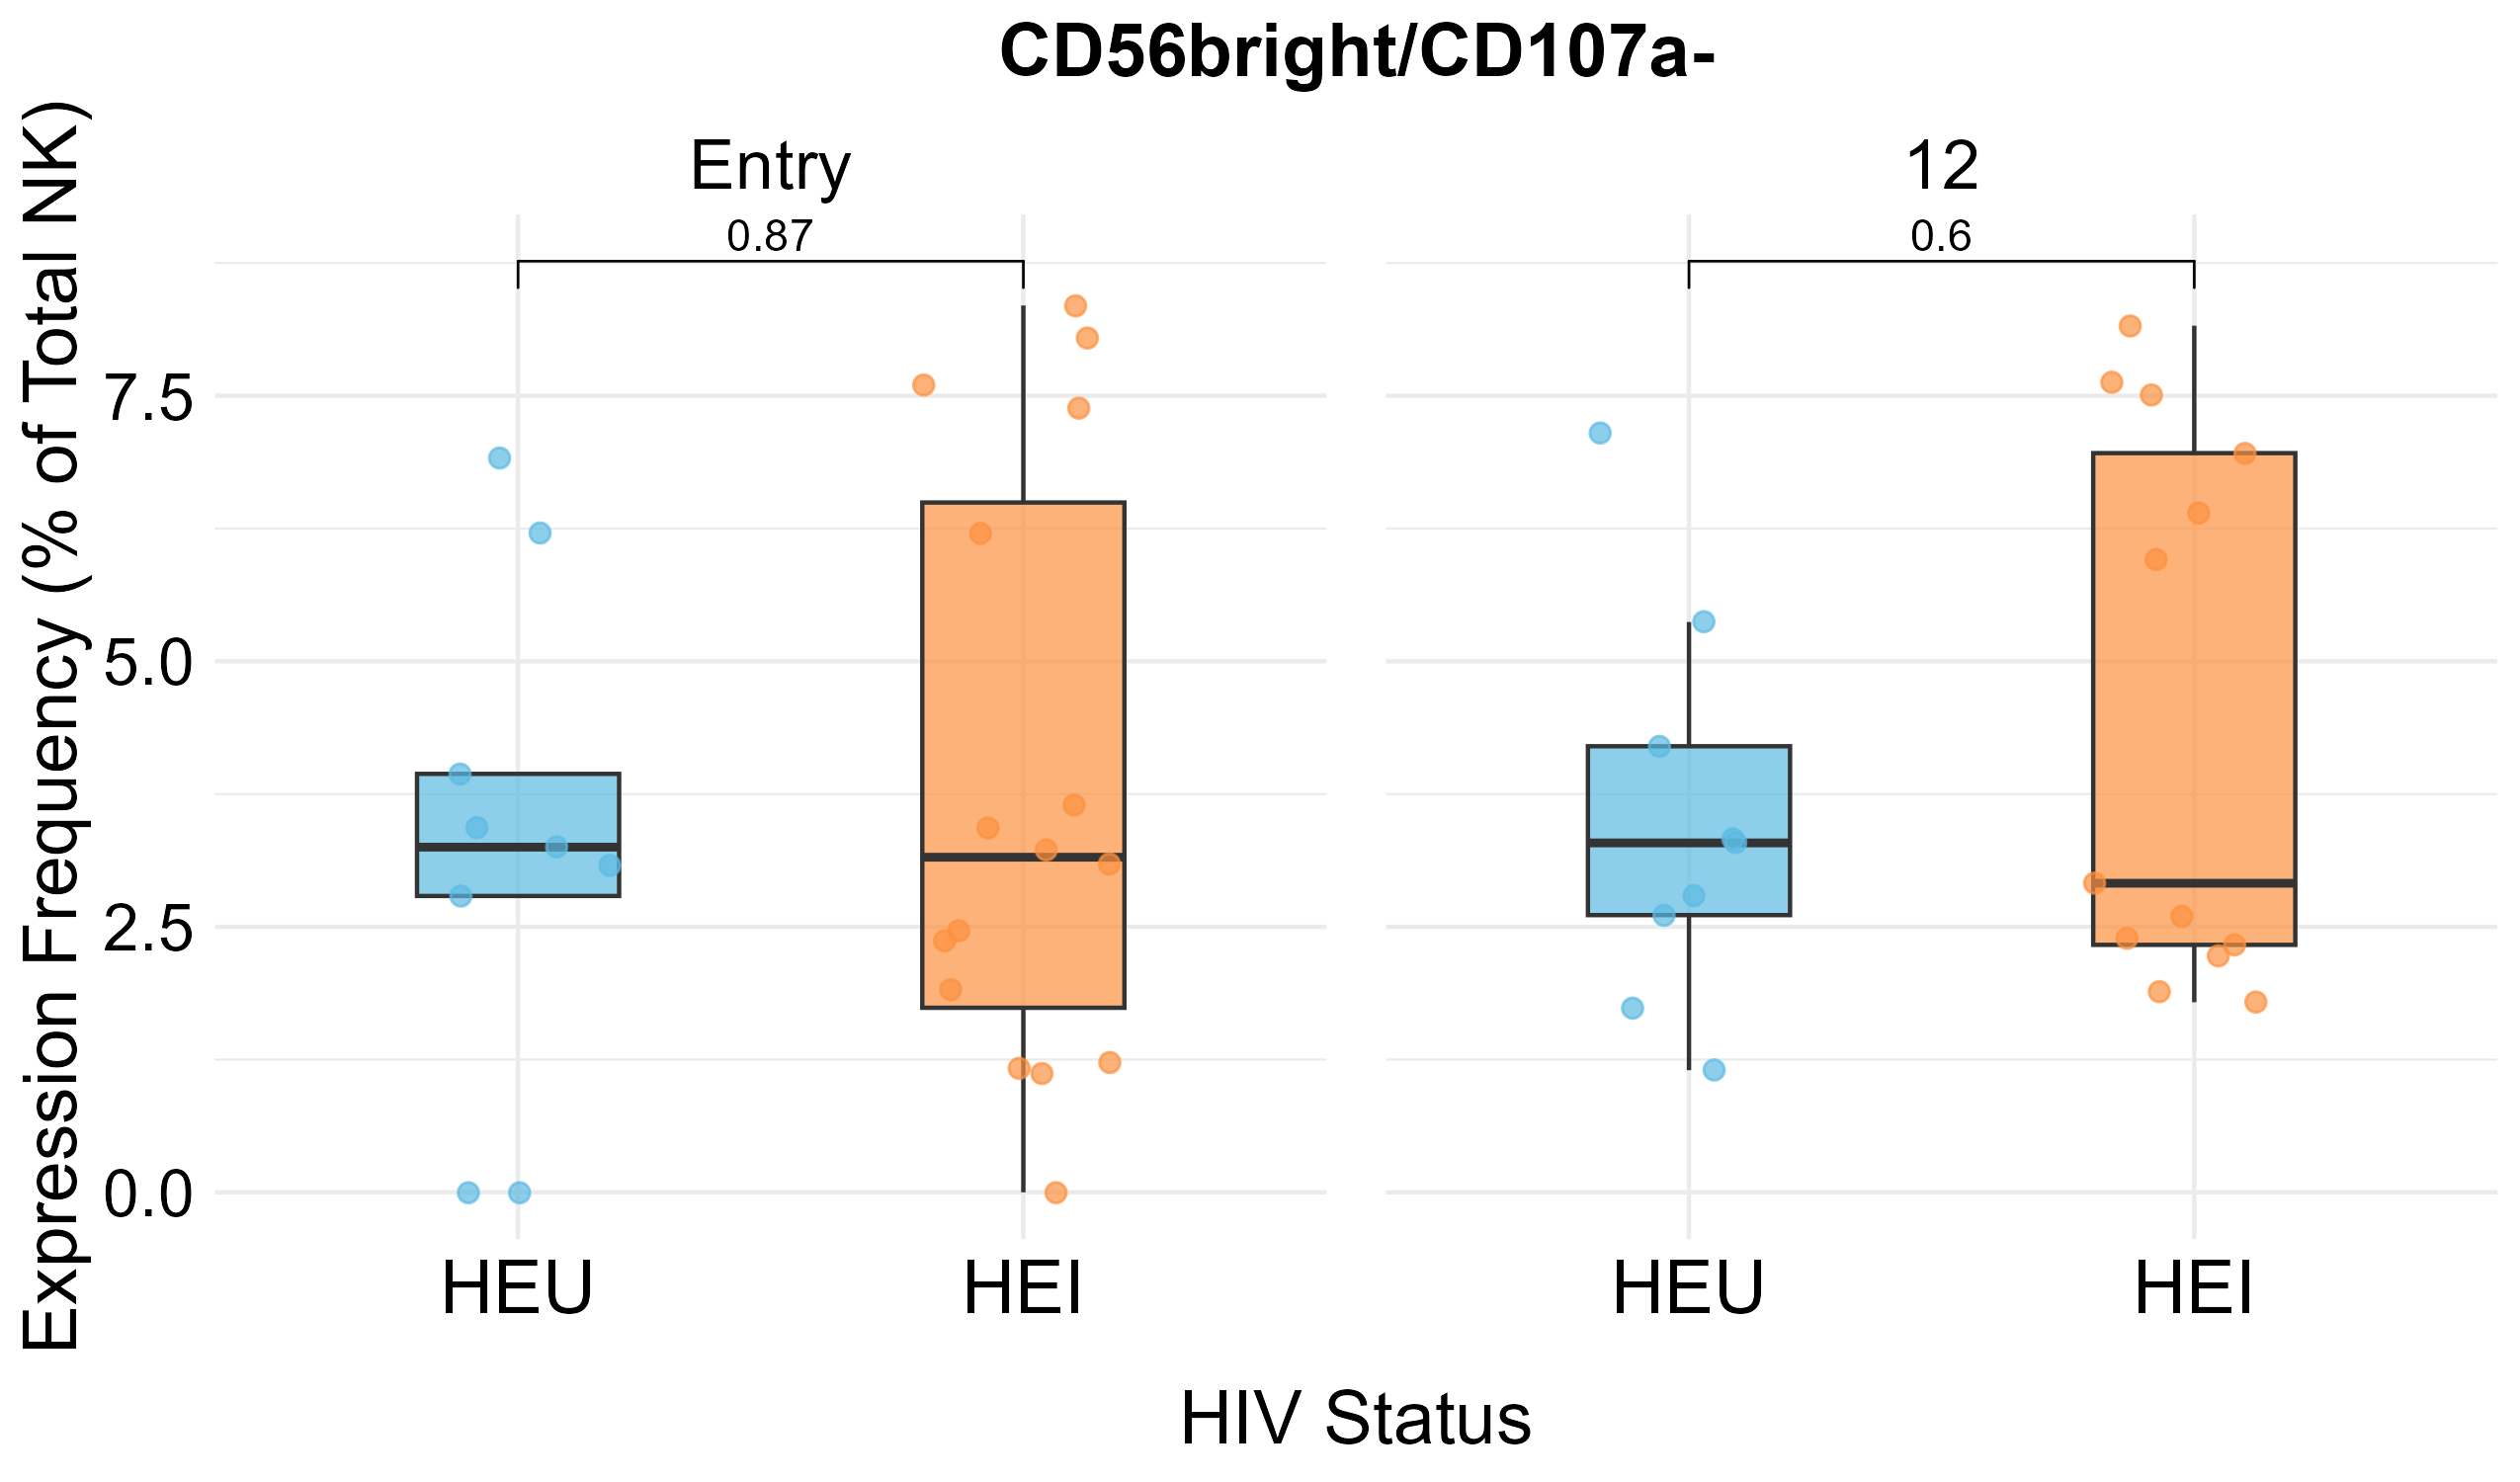 CD56bright/CD107a-
Entry
12
0.87
0.6
Expression Frequency (% of Total NK)
7.5
5.0
2.5
0.0
HEU
HEI
HEU
HEI
HIV Status